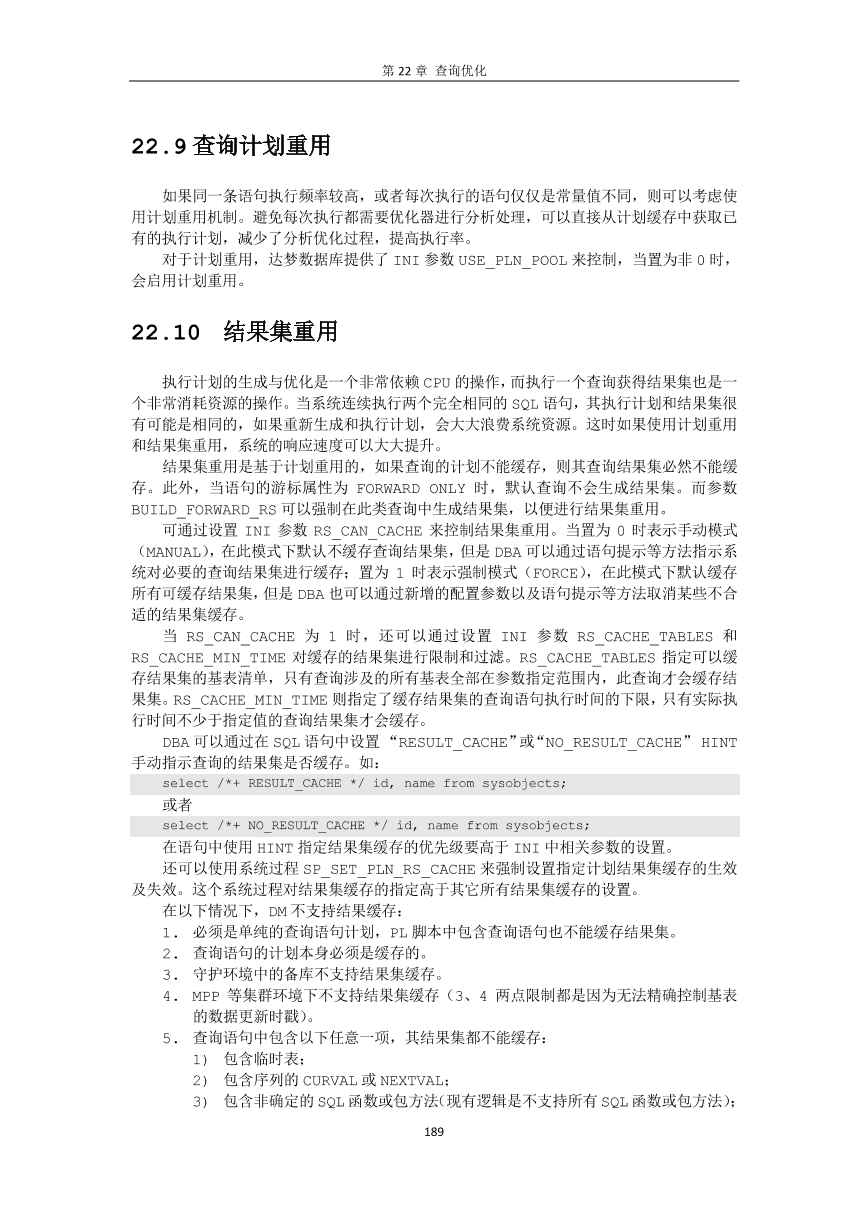 第 22 章 查询优化
22.9 查询计划重用
如果同一条语句执行频率较高，或者每次执行的语句仅仅是常量值不同，则可以考虑使
用计划重用机制。避免每次执行都需要优化器进行分析处理，可以直接从计划缓存中获取已
有的执行计划，减少了分析优化过程，提高执行率。
对于计划重用，达梦数据库提供了 INI 参数 USE_PLN_POOL 来控制，当置为非 0 时，
会启用计划重用。
22.10 结果集重用
执行计划的生成与优化是一个非常依赖 CPU 的操作，而执行一个查询获得结果集也是一
个非常消耗资源的操作。当系统连续执行两个完全相同的 SQL 语句，其执行计划和结果集很
有可能是相同的，如果重新生成和执行计划，会大大浪费系统资源。这时如果使用计划重用
和结果集重用，系统的响应速度可以大大提升。
结果集重用是基于计划重用的，如果查询的计划不能缓存，则其查询结果集必然不能缓
存。此外，当语句的游标属性为 FORWARD ONLY 时，默认查询不会生成结果集。而参数
BUILD_FORWARD_RS 可以强制在此类查询中生成结果集，以便进行结果集重用。
可通过设置 INI 参数 RS_CAN_CACHE 来控制结果集重用。当置为 0 时表示手动模式
（MANUAL），在此模式下默认不缓存查询结果集，但是 DBA 可以通过语句提示等方法指示系
统对必要的查询结果集进行缓存；置为 1 时表示强制模式（FORCE），在此模式下默认缓存
所有可缓存结果集，但是 DBA 也可以通过新增的配置参数以及语句提示等方法取消某些不合
适的结果集缓存。
当 RS_CAN_CACHE 为 1 时，还可以通过设置 INI 参数 RS_CACHE_TABLES 和
RS_CACHE_MIN_TIME 对缓存的结果集进行限制和过滤。RS_CACHE_TABLES 指定可以缓
存结果集的基表清单，只有查询涉及的所有基表全部在参数指定范围内，此查询才会缓存结
果集。RS_CACHE_MIN_TIME 则指定了缓存结果集的查询语句执行时间的下限，只有实际执
行时间不少于指定值的查询结果集才会缓存。
DBA 可以通过在 SQL 语句中设置 “RESULT_CACHE”或“NO_RESULT_CACHE” HINT
手动指示查询的结果集是否缓存。如：
select /*+ RESULT_CACHE */ id, name from sysobjects;
或者
select /*+ NO_RESULT_CACHE */ id, name from sysobjects;
在语句中使用 HINT 指定结果集缓存的优先级要高于 INI 中相关参数的设置。
还可以使用系统过程 SP_SET_PLN_RS_CACHE 来强制设置指定计划结果集缓存的生效
及失效。这个系统过程对结果集缓存的指定高于其它所有结果集缓存的设置。
在以下情况下，DM 不支持结果缓存：
1. 必须是单纯的查询语句计划，PL 脚本中包含查询语句也不能缓存结果集。
2. 查询语句的计划本身必须是缓存的。
3. 守护环境中的备库不支持结果集缓存。
4. MPP 等集群环境下不支持结果集缓存（3、4 两点限制都是因为无法精确控制基表
的数据更新时戳）。
5. 查询语句中包含以下任意一项，其结果集都不能缓存：
1) 包含临时表；
2) 包含序列的 CURVAL 或 NEXTVAL；
3) 包含非确定的 SQL 函数或包方法（现有逻辑是不支持所有 SQL 函数或包方法）；
189